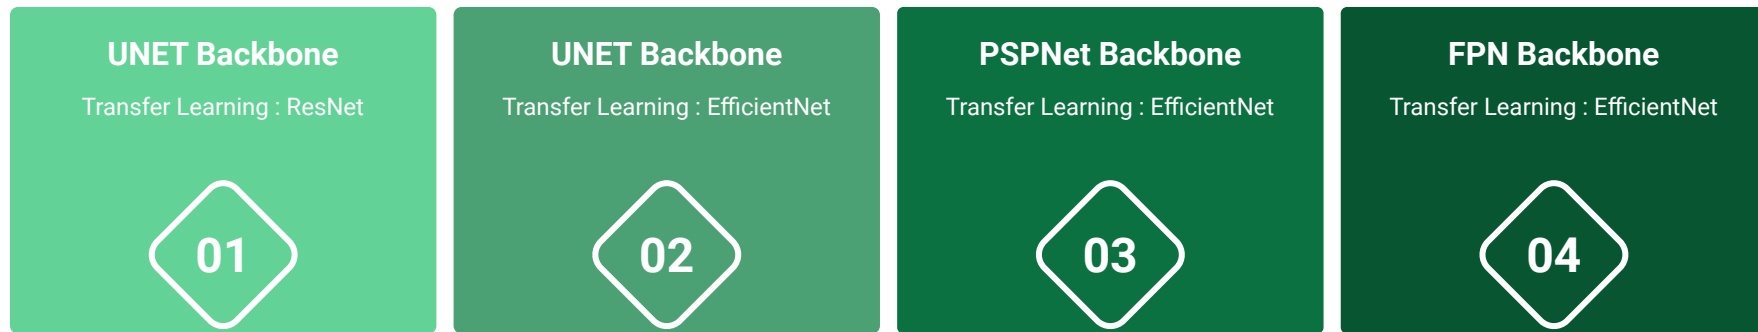 UNET Backbone
Transfer Learning : ResNet
01
UNET Backbone
Transfer Learning : EfficientNet
02
PSPNet Backbone
Transfer Learning : EfficientNet
03
FPN Backbone
Transfer Learning : EfficientNet
04